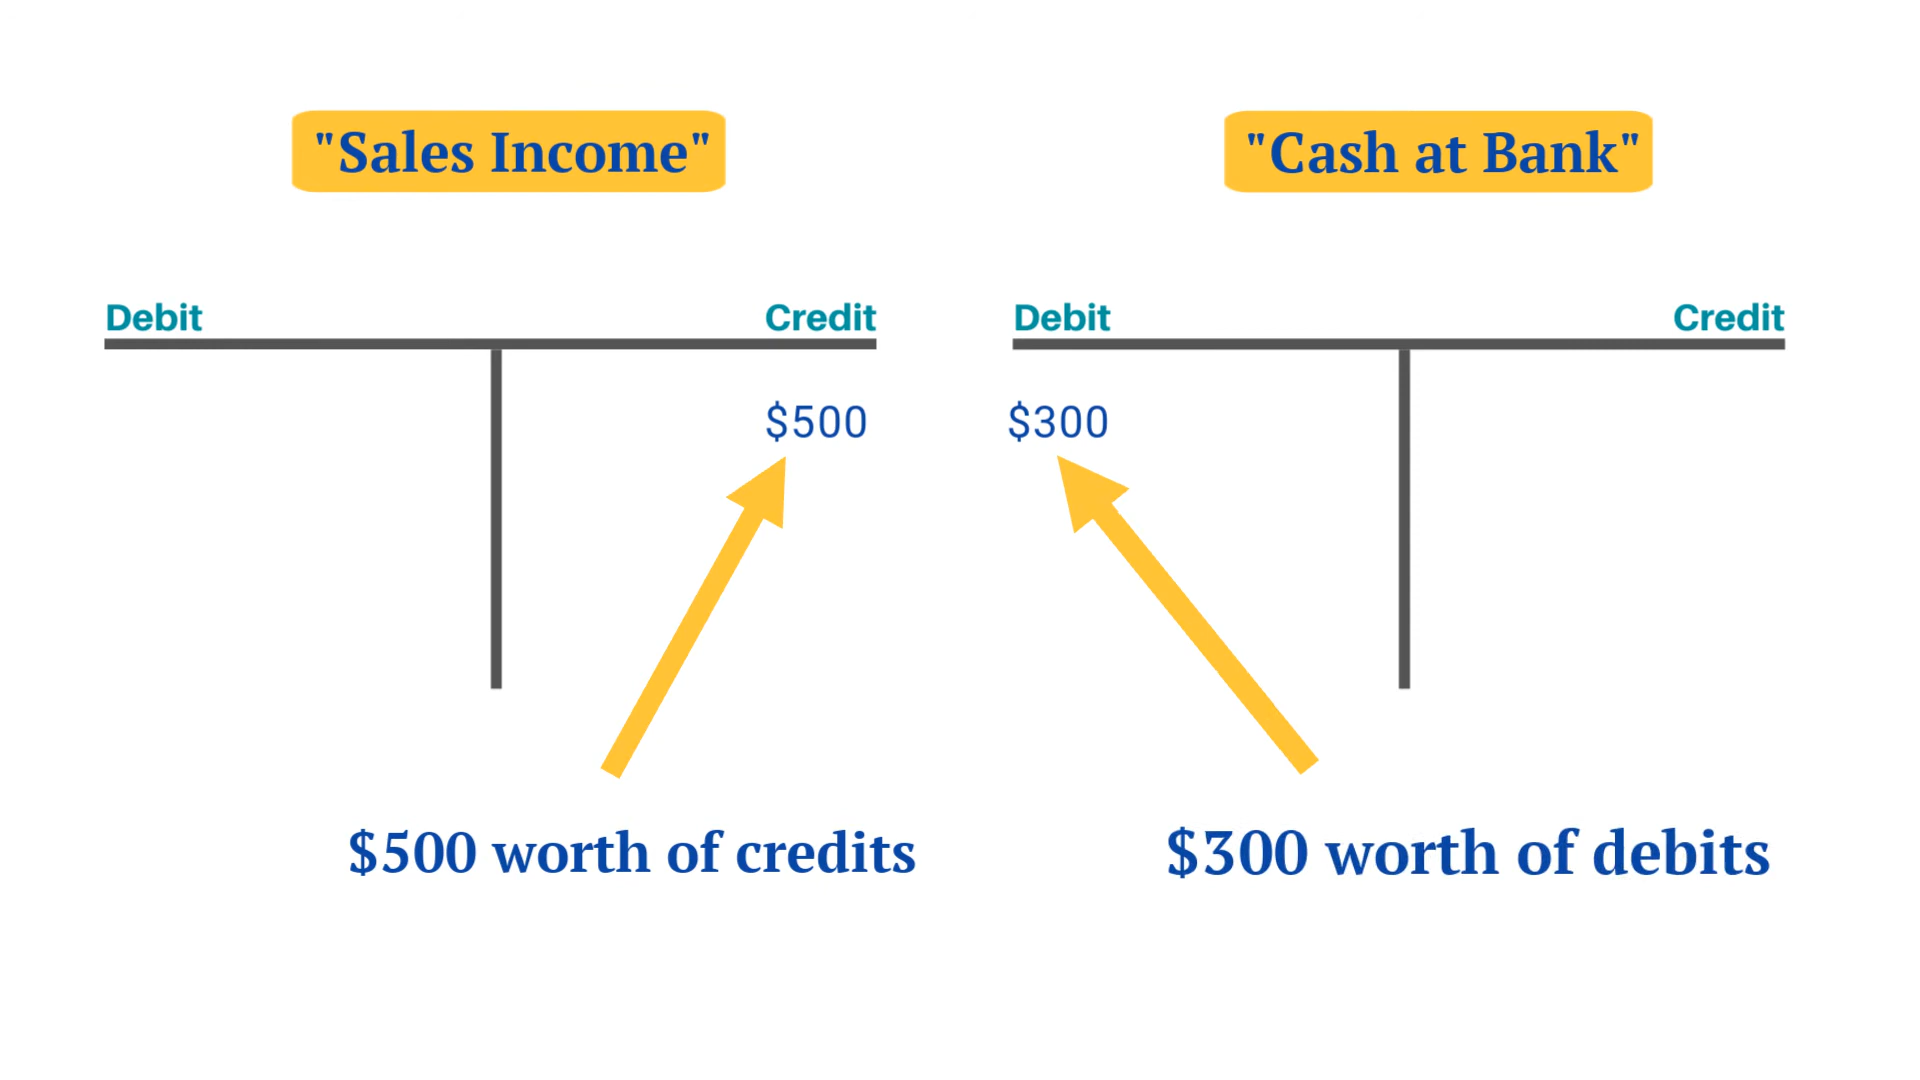 "Sales Income"
"Cash at Bank"
Debit
Credit
Debit
Credit
$500
$300
$500 worth of credits
$300 worth of debits